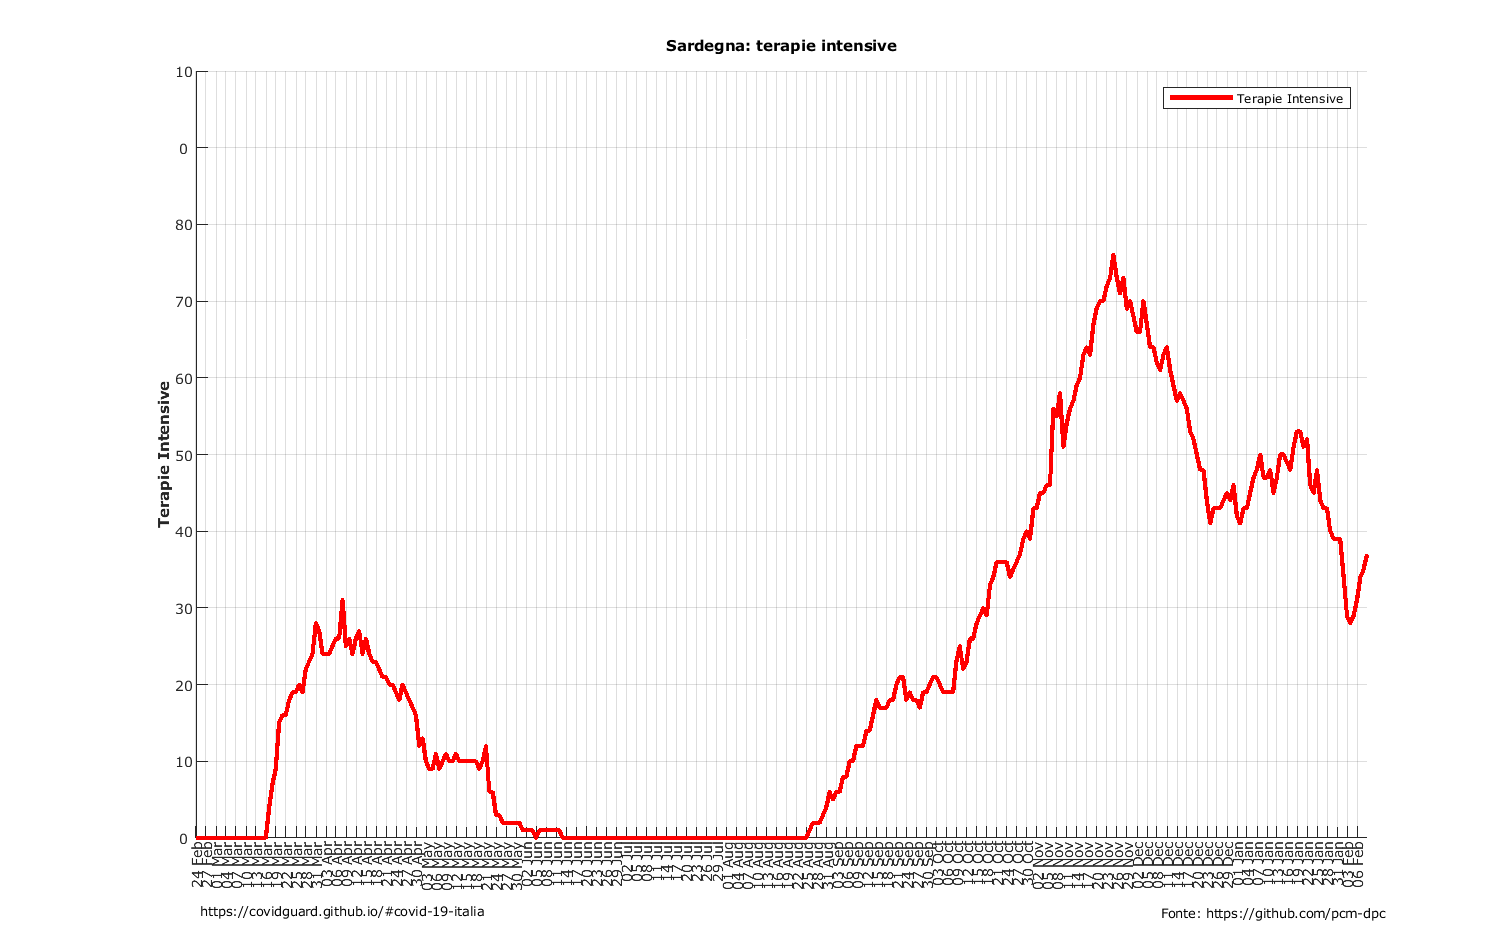 Sardegna: terapie intensive
Terapie Intensive
Terapie Intensive
10
0
80
70
60
50
40
30
20
10
0
24 Feb
27 Feb
01 Mar
04 Mar
07 Mar
10 Mar
13 Mar
16 Mar
19 Mar
22 Mar
25 Mar
28 Mar
31 Mar
03 Apr
06 Apr
09 Apr
12 Apr
15 Apr
18 Apr
21 Apr
24 Apr
27 Apr
30 Apr
03 May
06 May
09 May
12 May
15 May
18 May
21 May
24 May
27 May
30 May
02 Jun
05 Jun
08 Jun
11 Jun
14 Jun
17 Jun
20 Jun
23 Jun
26 Jun
29 Jun
02 Jul
05 Jul
08 Jul
11 Jul
14 Jul
17 Jul
20 Jul
23 Jul
26 Jul
29 Jul
01 Aug
04 Aug
07 Aug
10 Aug
13 Aug
16 Aug
19 Aug
22 Aug
25 Aug
28 Aug
31 Aug
03 Sep
06 Sep
09 Sep
12 Sep
15 Sep
18 Sep
21 Sep
24 Sep
27 Sep
30 Sep
03 Oct
06 Oct
09 Oct
12 Oct
15 Oct
18 Oct
21 Oct
24 Oct
27 Oct
30 Oct
02 Nov
05 Nov
08 Nov
11 Nov
14 Nov
17 Nov
20 Nov
23 Nov
26 Nov
29 Nov
02 Dec
05 Dec
08 Dec
11 Dec
14 Dec
17 Dec
20 Dec
23 Dec
26 Dec
29 Dec
01 Jan
04 Jan
07 Jan
10 Jan
13 Jan
16 Jan
19 Jan
22 Jan
25 Jan
28 Jan
31 Jan
03 Feb
06 Feb
https://covidguard.github.io/#covid-19-italia
Fonte: https://github.com/pcm-dpc